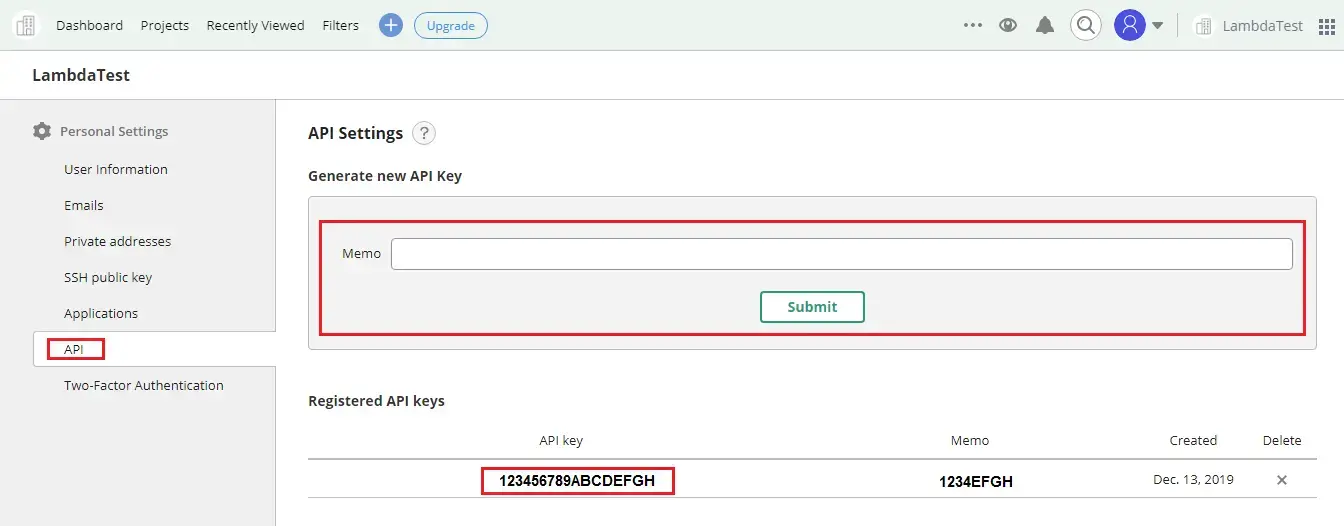 Dashboard Projects Recently Viewed Filters + Upgrade ... LambdaTest
LambdaTest
Personal Settings
User Information
Emails
Private addresses
SSH public key
Applications
API
Two-Factor Authentication
API Settings ?
Generate new API Key
Memo
Submit
Registered API keys
API key Memo Created Delete
123456789ABCDEFGH 1234EFGH Dec. 13, 2019 ×